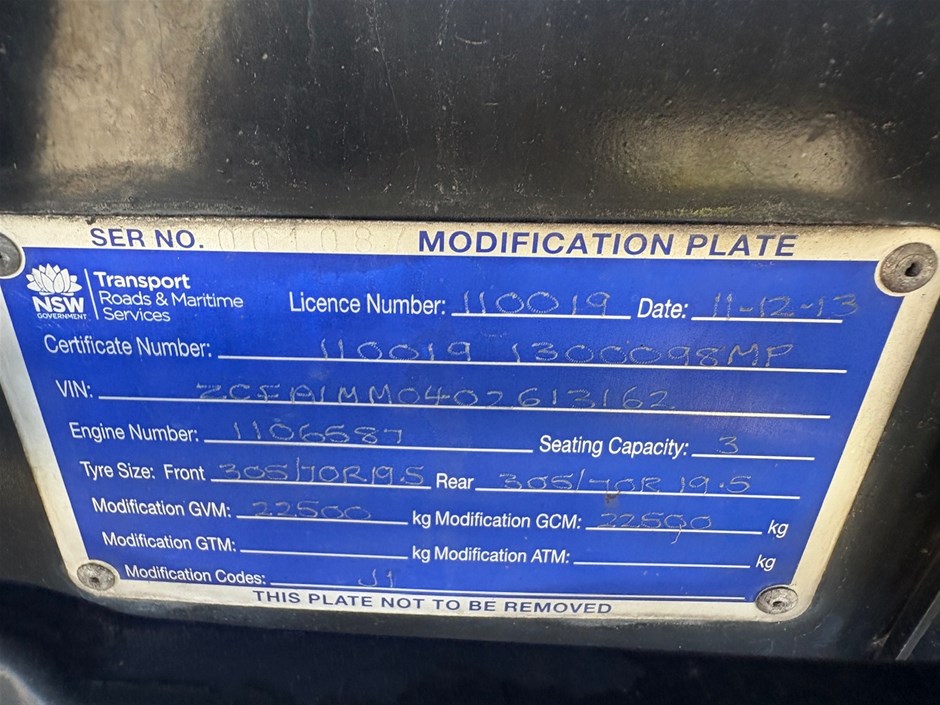 SER NO. MODIFICATION PLATE
NSW GOVERNMENT
Transport
Roads & Maritime
Services
Licence Number: 110019 Date: 11-12-13
Certificate Number: 110019 1300098MP
VIN: ZCFA1MM0402613162
Engine Number: 1106587
Seating Capacity: 3
Tyre Size: Front 305/70R19.5 Rear 305/70R 19.5
Modification GVM: 22500 kg Modification GCM: 22500 kg
Modification GTM: kg Modification ATM: kg
Modification Codes: J1
THIS PLATE NOT TO BE REMOVED